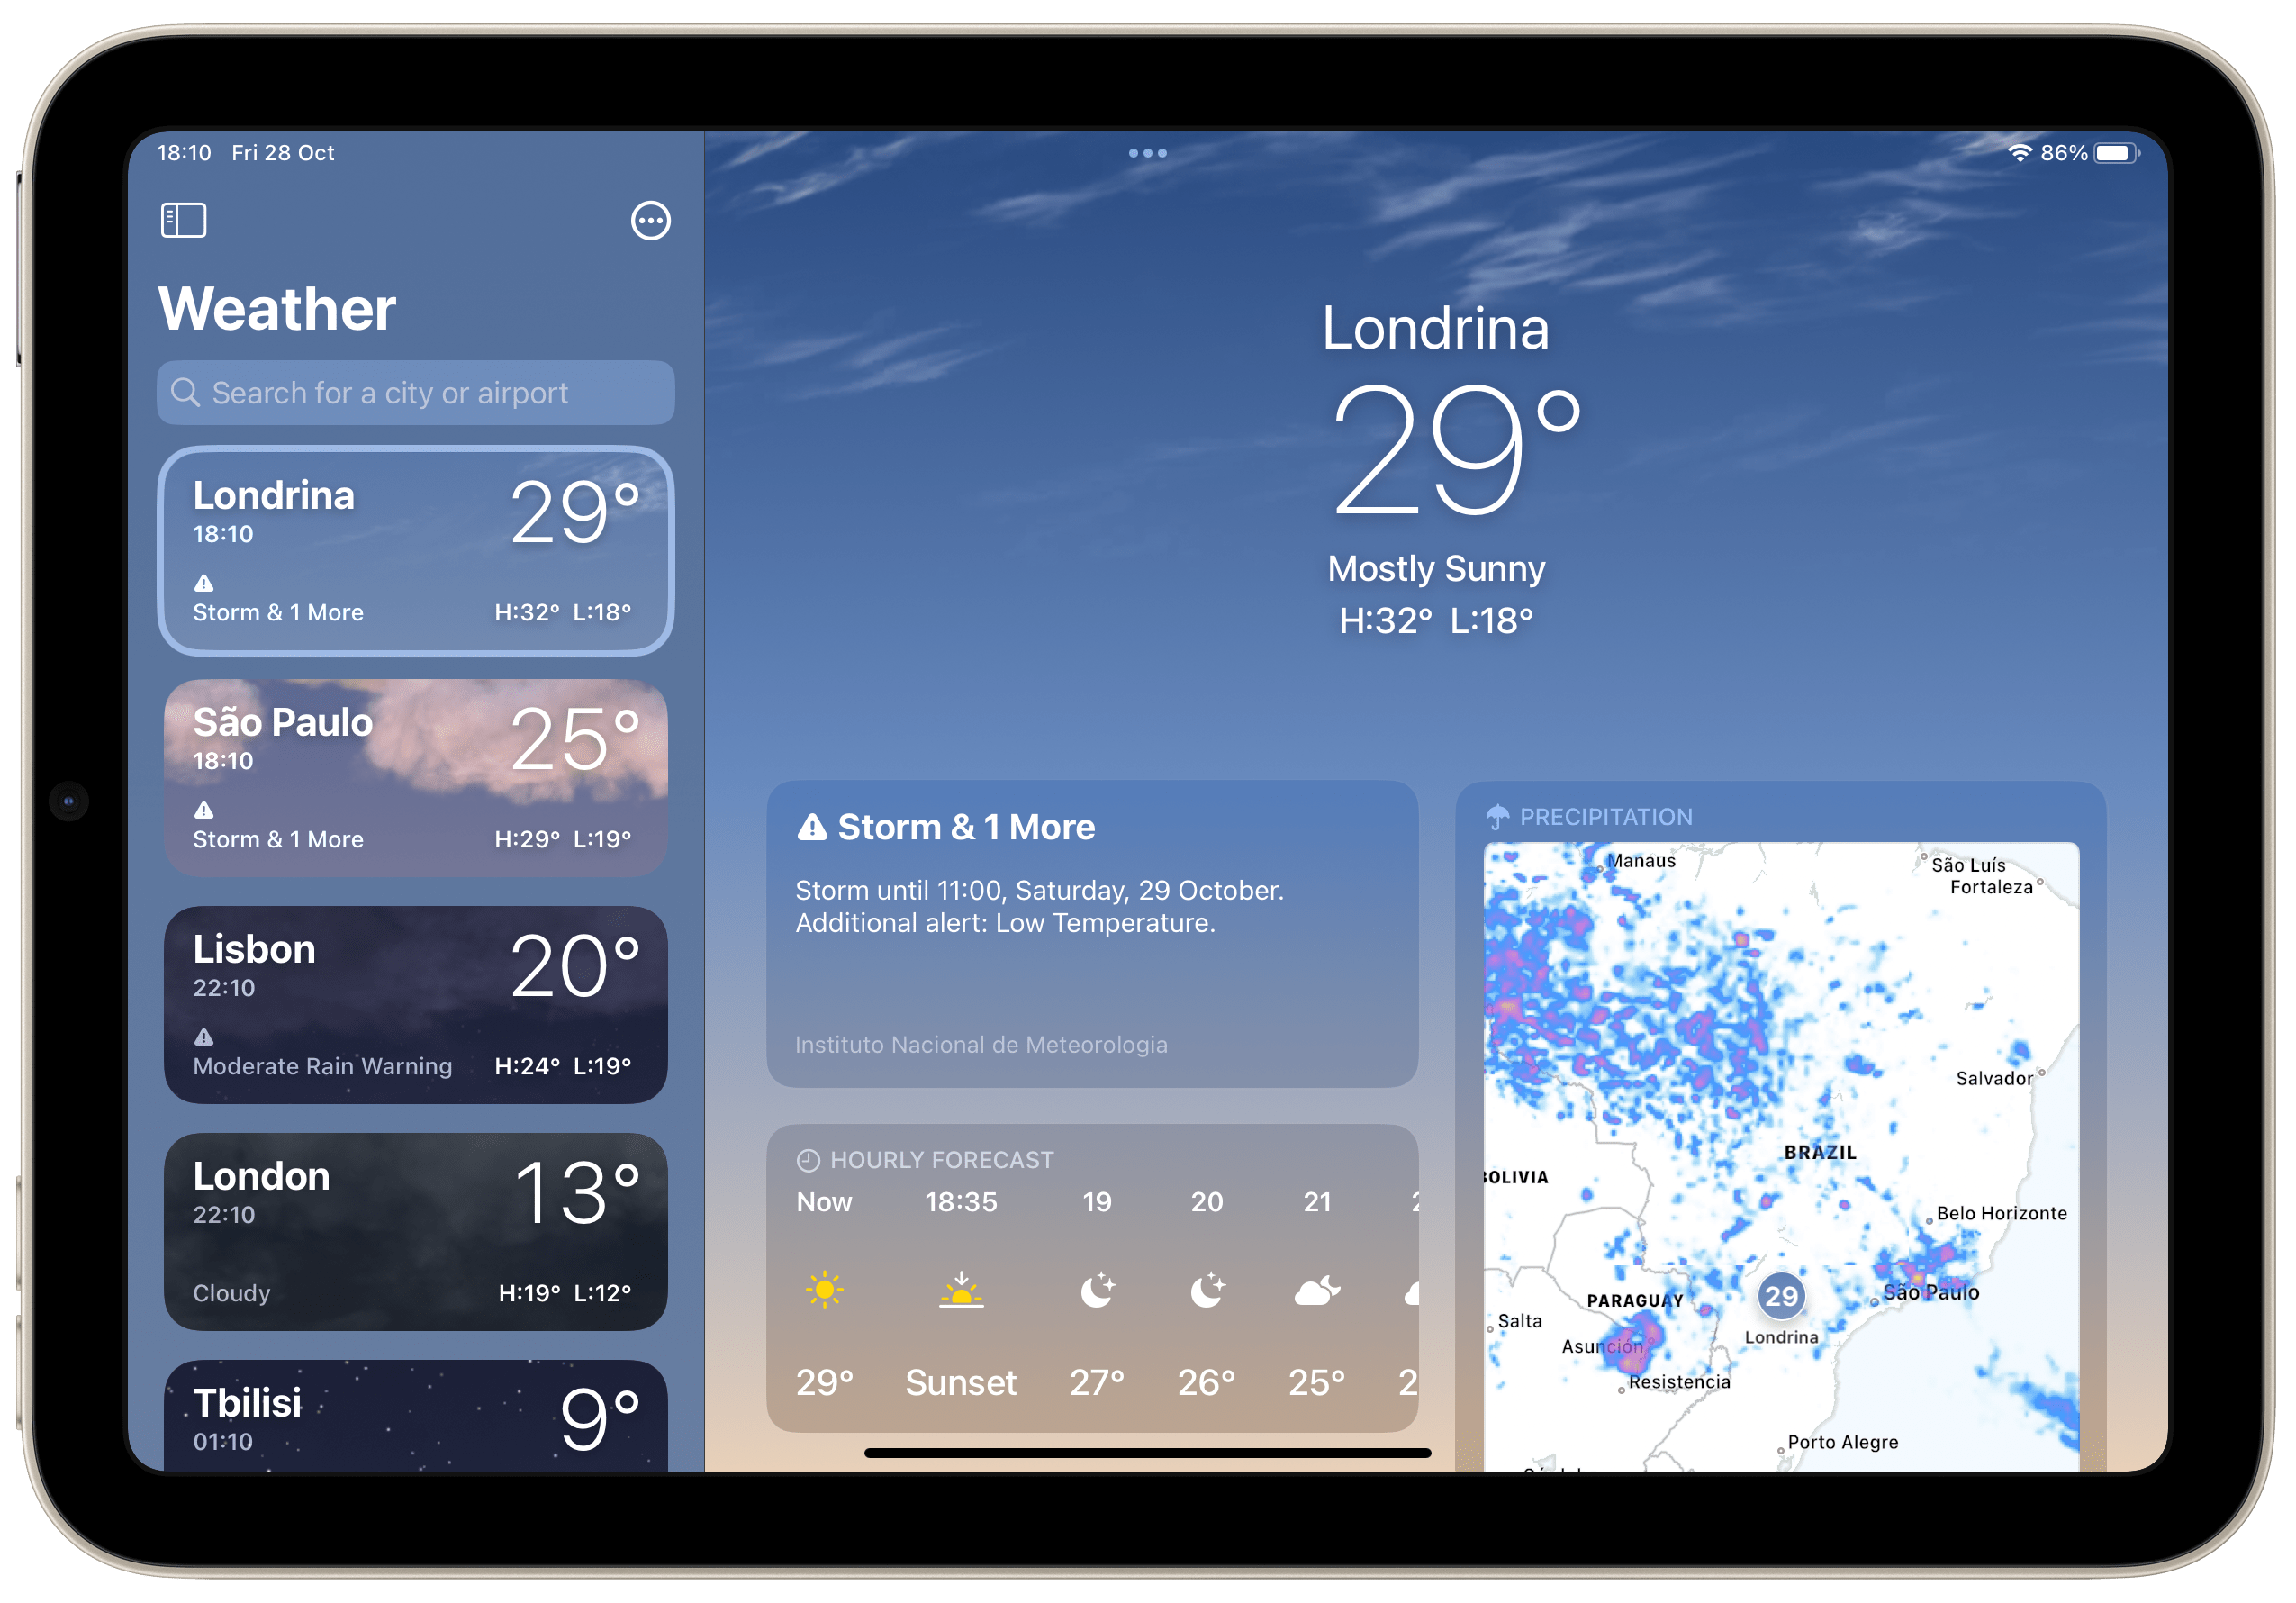 18:10 Fri 28 Oct
86%
Weather
Search for a city or airport
Londrina
29°
18:10
Storm & 1 More
H:32° L:18°
São Paulo
25°
18:10
Storm & 1 More
H:29° L:19°
Lisbon
20°
22:10
Moderate Rain Warning
H:24° L:19°
London
13°
22:10
Cloudy
H:19° L:12°
Tbilisi
9°
01:10
Londrina
29°
Mostly Sunny
H:32° L:18°
Storm & 1 More
Storm until 11:00, Saturday, 29 October.
Additional alert: Low Temperature.
Instituto Nacional de Meteorologia
HOURLY FORECAST
Now 18:35 19 20 21
29° Sunset 27° 26° 25°
PRECIPITATION
Manaus
São Luís
Fortaleza
Salvador
BRAZIL
BOLIVIA
Belo Horizonte
São Paulo
PARAGUAY
29
Salta
Londrina
Asunción
Resistencia
Porto Alegre